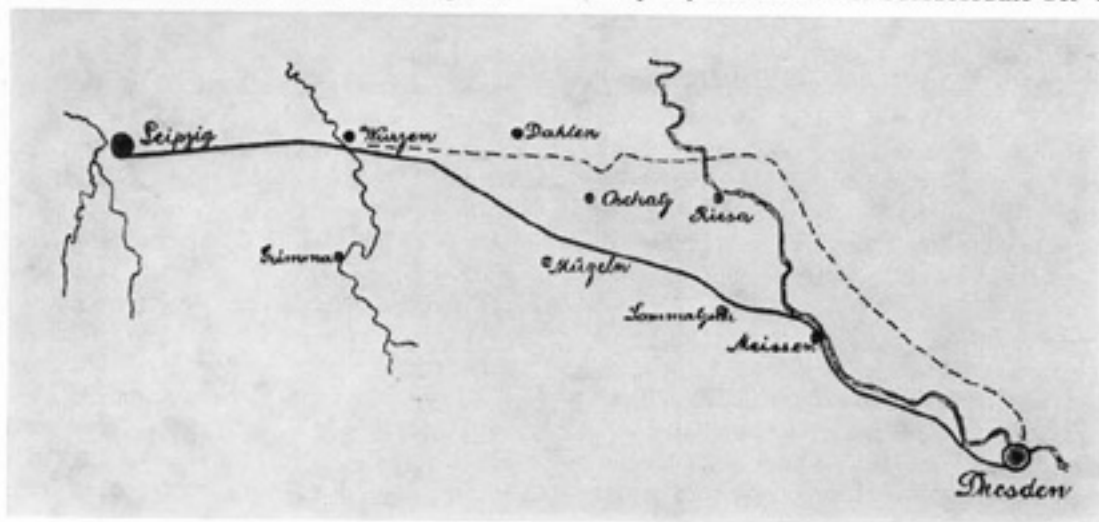 Leipzig
Wurzen
Dahlen
Oschatz
Riesa
Grimma
Mügeln
Lommatzsch
Meissen
Dresden